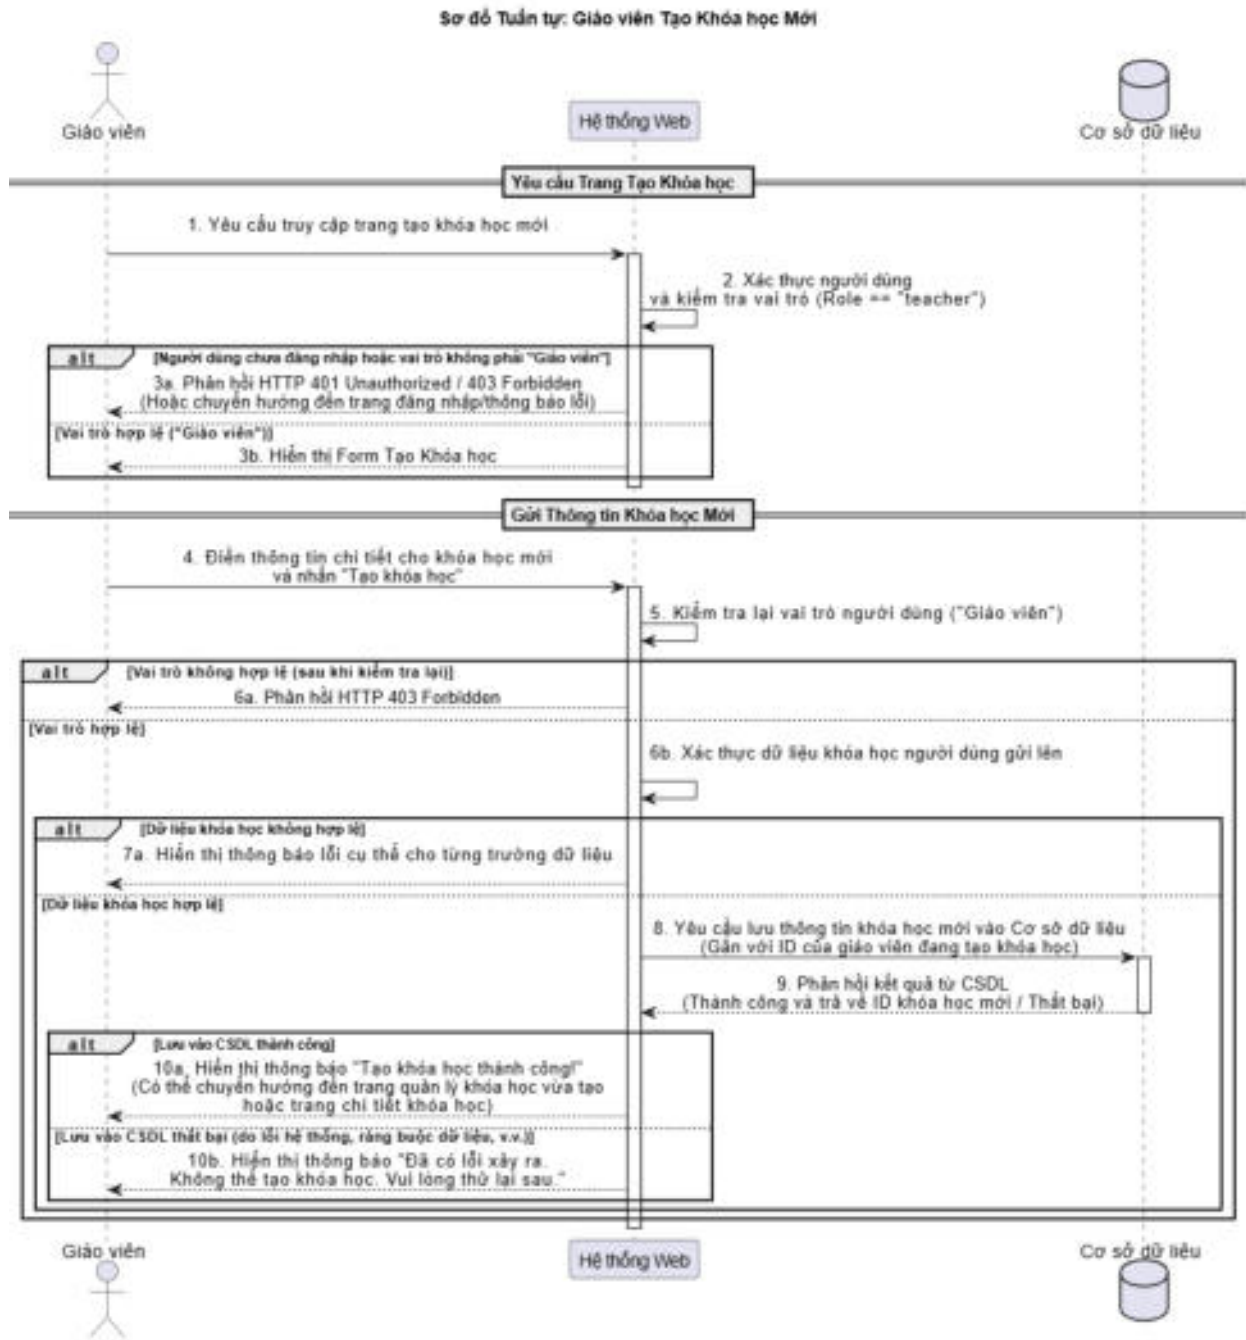 Sơ đồ Tuần tự: Giáo viên Tạo Khóa học Mới
Giáo viên
Hệ thống Web
Cơ sở dữ liệu
Yêu cầu Trang Tạo Khóa học
1. Yêu cầu truy cập trang tạo khóa học mới
2. Xác thực người dùng
và kiểm tra vai trò (Role == "teacher")
alt
[Người dùng chưa đăng nhập hoặc vai trò không phải "Giáo viên"]
3a. Phản hồi HTTP 401 Unauthorized / 403 Forbidden
(Hoặc chuyển hướng đến trang đăng nhập/thông báo lỗi)
[Vai trò hợp lệ ("Giáo viên")]
3b. Hiển thị Form Tạo Khóa học
Gửi Thông tin Khóa học Mới
4. Điền thông tin chi tiết cho khóa học mới
và nhấn "Tạo khóa học"
5. Kiểm tra lại vai trò người dùng ("Giáo viên")
alt
[Vai trò không hợp lệ (sau khi kiểm tra lại)]
6a. Phản hồi HTTP 403 Forbidden
[Vai trò hợp lệ]
6b. Xác thực dữ liệu khóa học người dùng gửi lên
alt
[Dữ liệu khóa học không hợp lệ]
7a. Hiển thị thông báo lỗi cụ thể cho từng trường dữ liệu
[Dữ liệu khóa học hợp lệ]
8. Yêu cầu lưu thông tin khóa học mới vào Cơ sở dữ liệu
(Gắn với ID của giáo viên đang tạo khóa học)
9. Phản hồi kết quả từ CSDL
(Thành công và trả về ID khóa học mới / Thất bại)
alt
[Lưu vào CSDL thành công]
10a. Hiển thị thông báo "Tạo khóa học thành công!"
(Có thể chuyển hướng đến trang quản lý khóa học vừa tạo
hoặc trang chi tiết khóa học)
[Lưu vào CSDL thất bại (do lỗi hệ thống, ràng buộc dữ liệu, v.v.)]
10b. Hiển thị thông báo "Đã có lỗi xảy ra.
Không thể tạo khóa học. Vui lòng thử lại sau."
Giáo viên
Hệ thống Web
Cơ sở dữ liệu